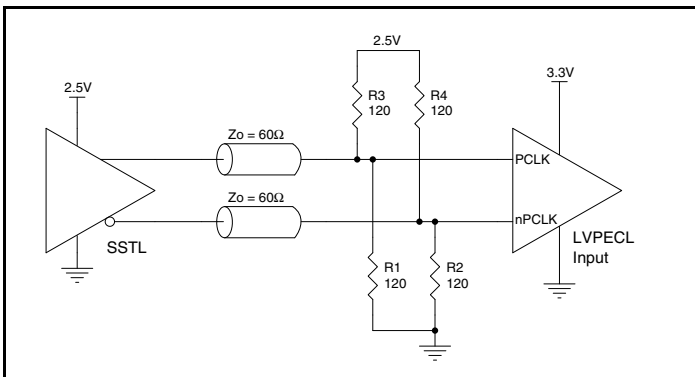 2.5V
2.5V
3.3V
R3
120
R4
120
Zo = 60Ω
PCLK
Zo = 60Ω
nPCLK
SSTL
LVPECL
Input
R1
120
R2
120